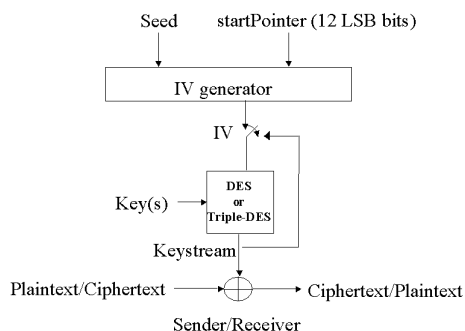 Seed
startPointer (12 LSB bits)
IV generator
IV
DES
or
Triple-DES
Key(s)
Keystream
Plaintext/Ciphertext
Ciphertext/Plaintext
Sender/Receiver